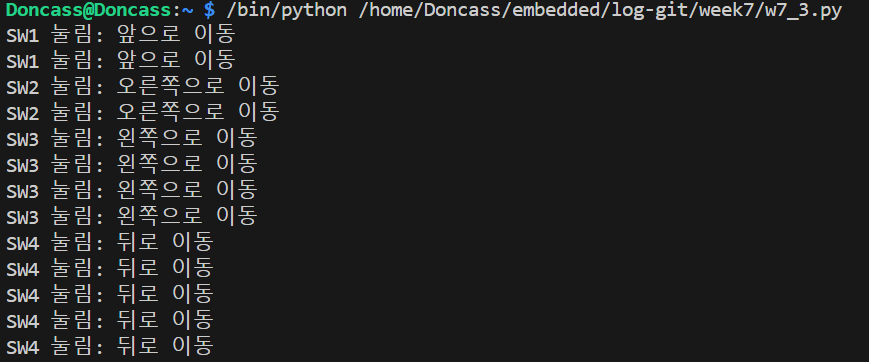 Doncass@Doncass:~ $ /bin/python /home/Doncass/embedded/log-git/week7/w7_3.py
SW1 눌림: 앞으로 이동
SW1 눌림: 앞으로 이동
SW2 눌림: 오른쪽으로 이동
SW2 눌림: 오른쪽으로 이동
SW3 눌림: 왼쪽으로 이동
SW3 눌림: 왼쪽으로 이동
SW3 눌림: 왼쪽으로 이동
SW3 눌림: 왼쪽으로 이동
SW4 눌림: 뒤로 이동
SW4 눌림: 뒤로 이동
SW4 눌림: 뒤로 이동
SW4 눌림: 뒤로 이동
SW4 눌림: 뒤로 이동